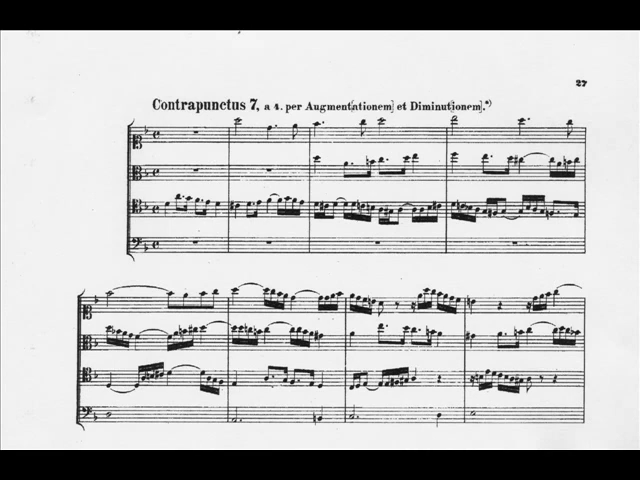 27
Contrapunctus 7, a 4. per Augment[ationem] et Diminut[ionem].*)